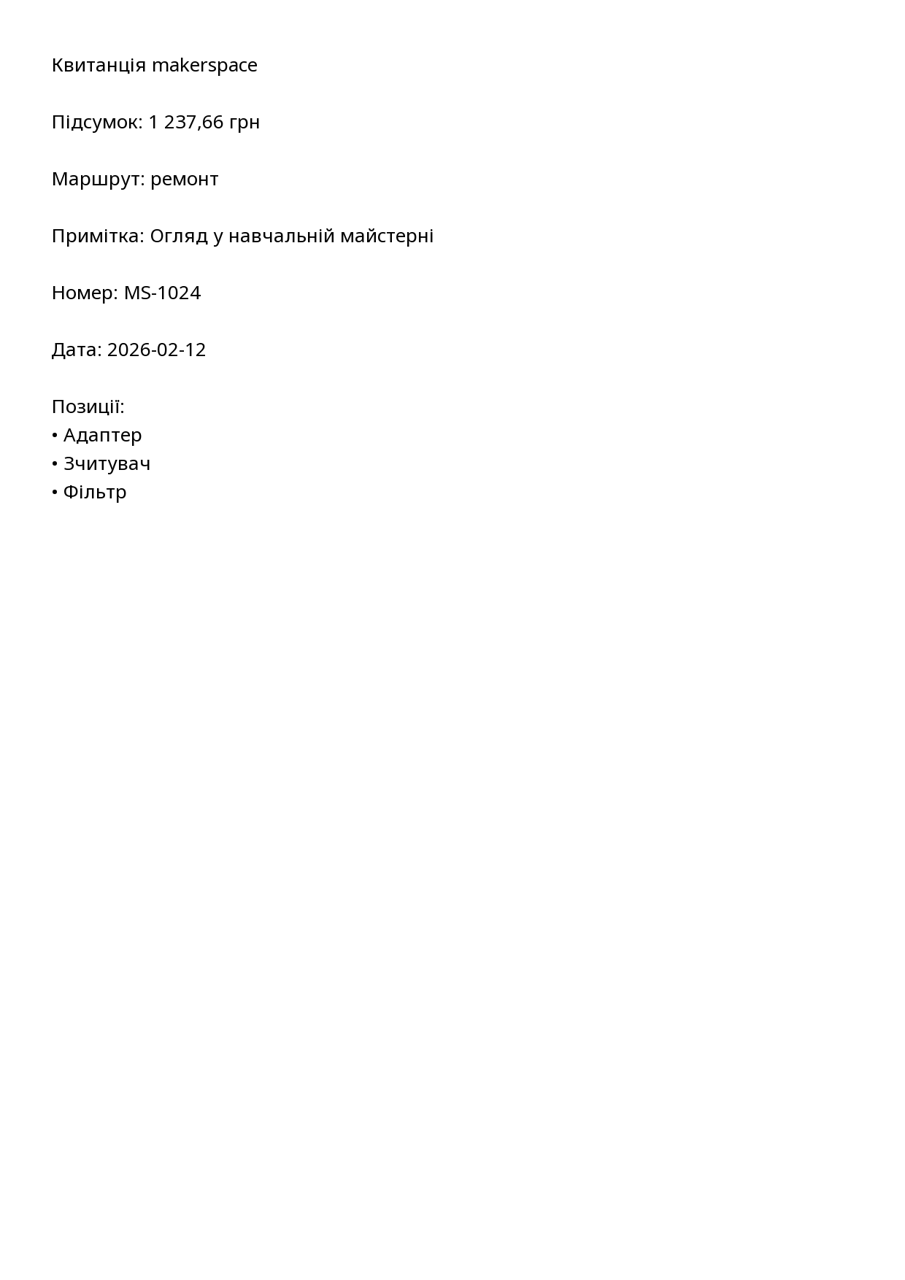 Квитанція makerspace
Підсумок: 1 237,66 грн
Маршрут: ремонт
Примітка: Огляд у навчальній майстерні
Номер: MS-1024
Дата: 2026-02-12
Позиції:
• Адаптер
• Зчитувач
• Фільтр